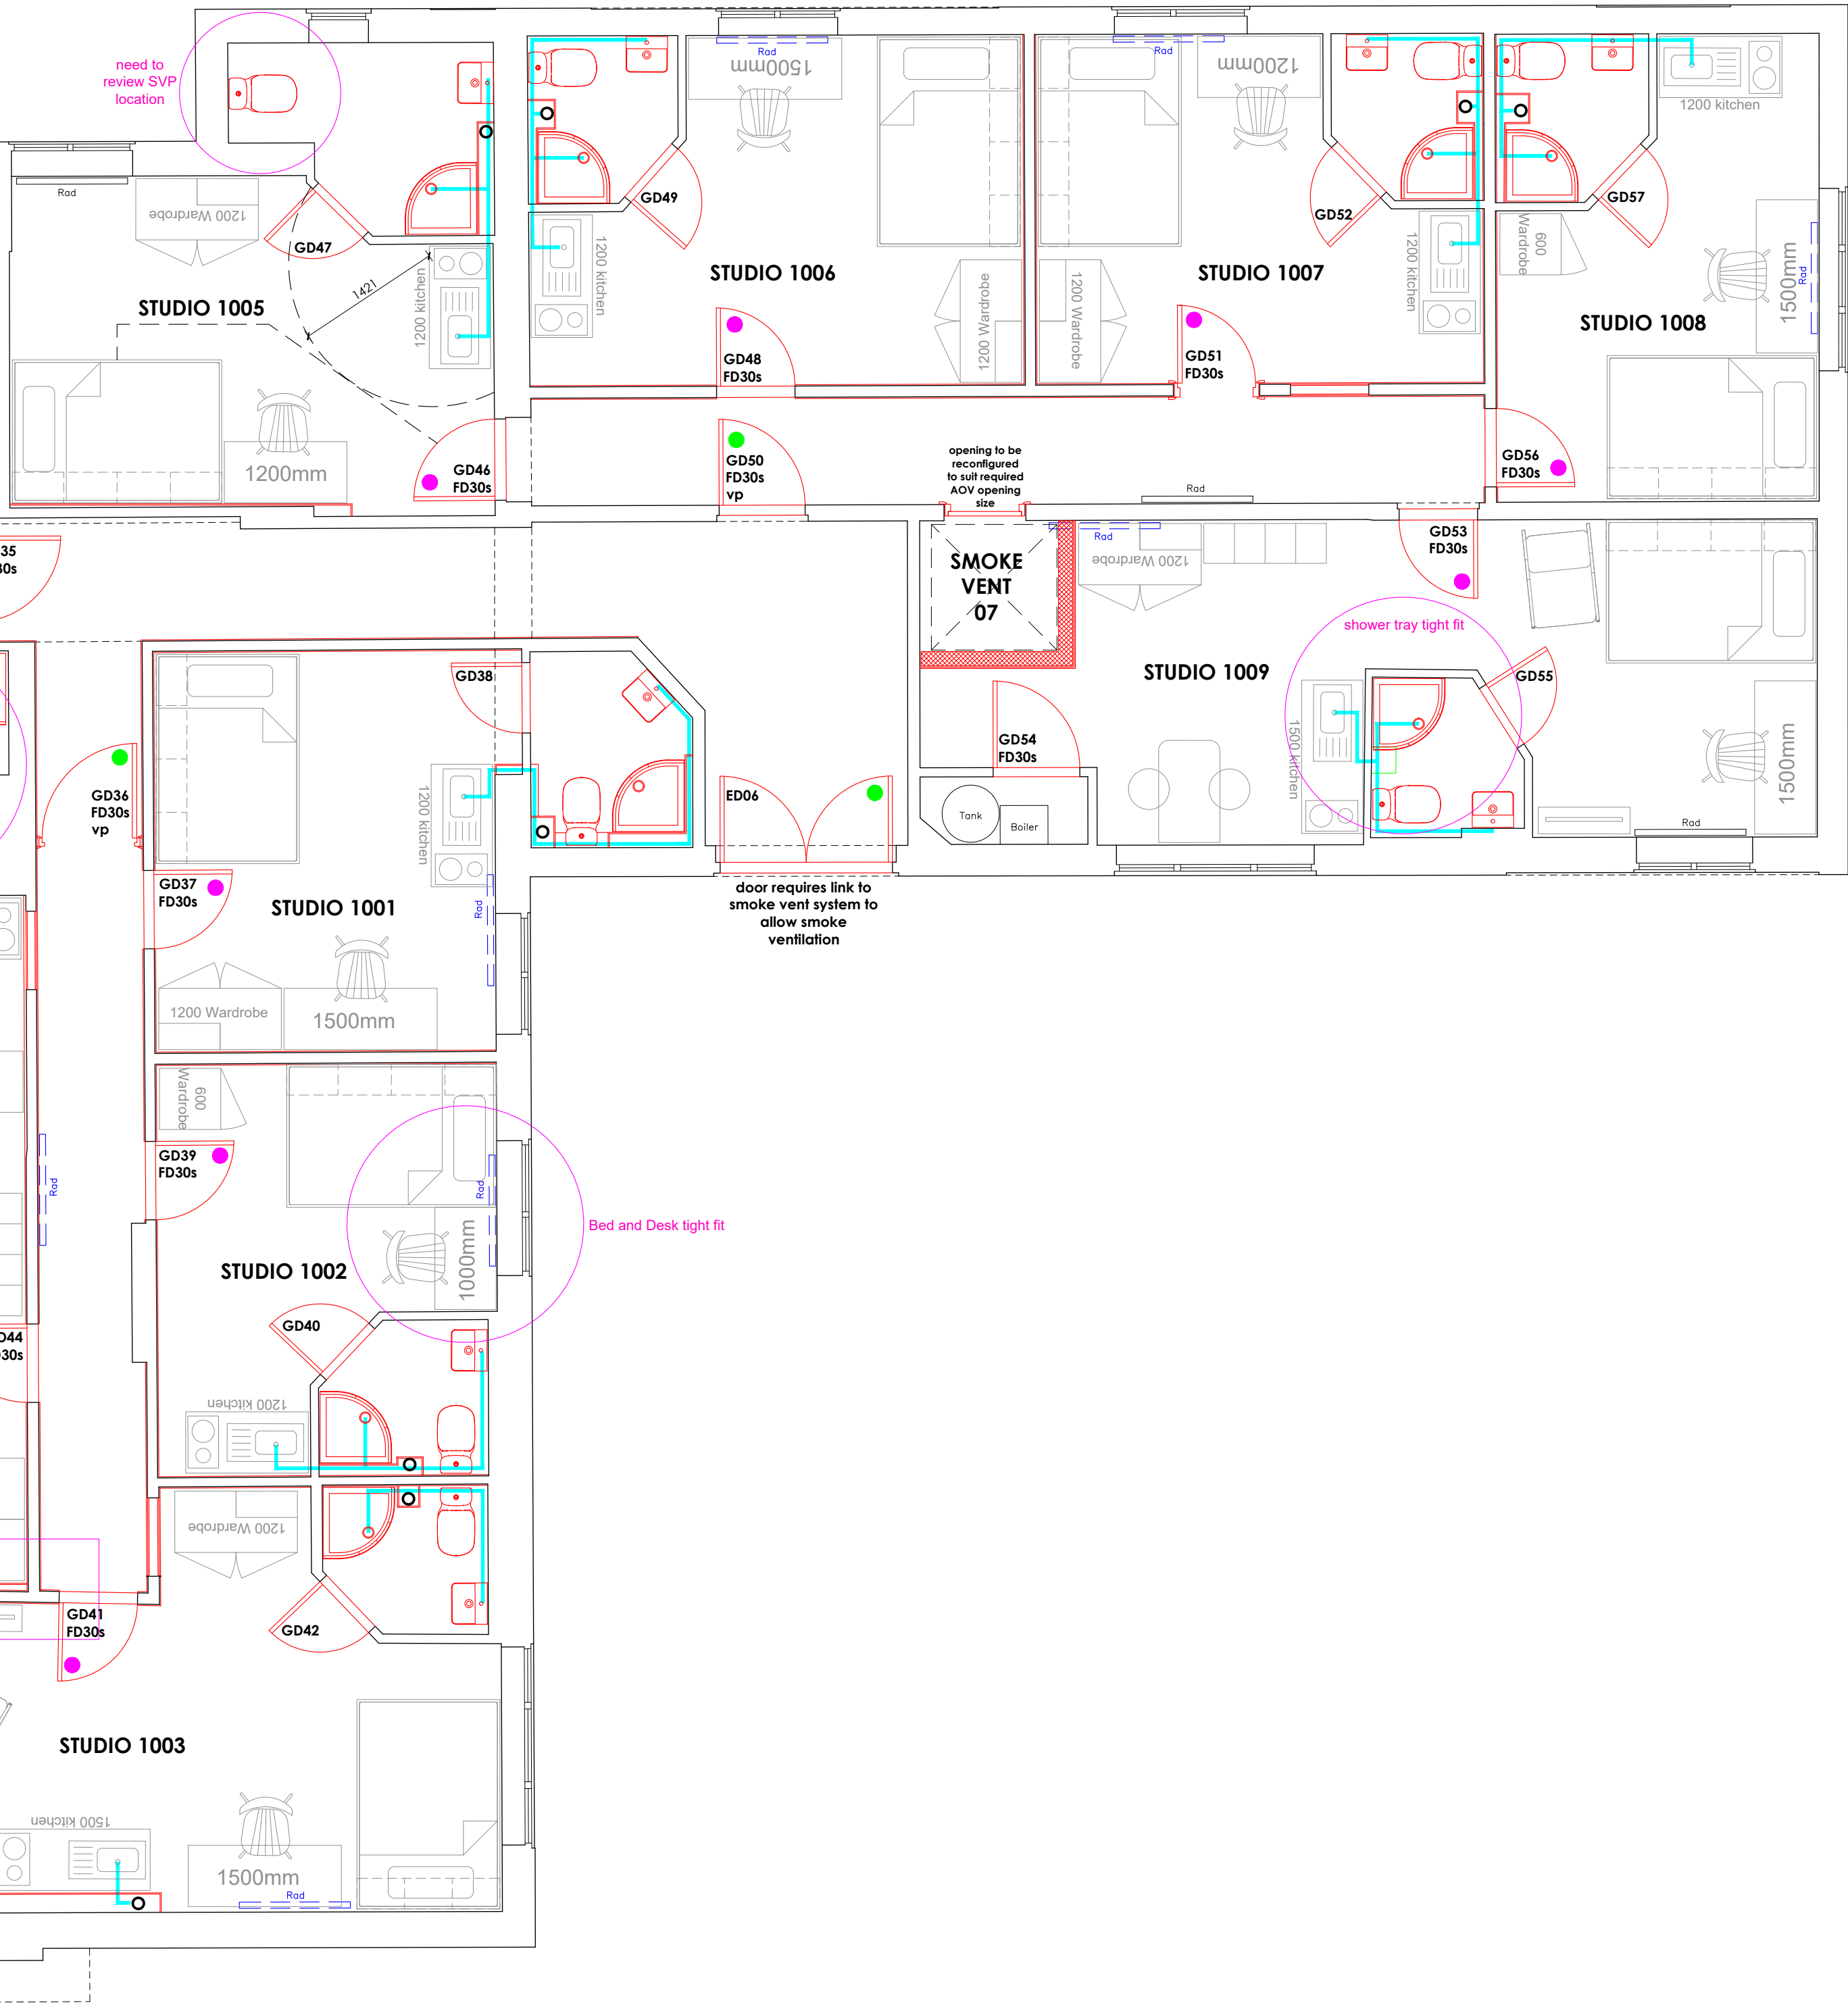 need to
review SVP
location
Rad
1200 Wardrobe
GD47
1421
1200 kitchen
STUDIO 1005
1200mm
GD46
FD30s
Rad
1500mm
GD49
1200 kitchen
STUDIO 1006
1200 Wardrobe
GD48
FD30s
Rad
1200mm
GD52
1200 kitchen
STUDIO 1007
1200 Wardrobe
GD51
FD30s
1200 kitchen
GD57
600
Wardrobe
1500mm
Rad
STUDIO 1008
GD56
FD30s
GD50
FD30s
vp
opening to be
reconfigured
to suit required
AOV opening
size
Rad
SMOKE
VENT
07
Rad
1200 Wardrobe
GD53
FD30s
shower tray tight fit
STUDIO 1009
GD55
GD54
FD30s
1500 kitchen
1500mm
Tank
Boiler
Rad
35
30s
GD38
GD36
FD30s
vp
1200 kitchen
ED06
GD37
FD30s
STUDIO 1001
Rad
door requires link to
smoke vent system to
allow smoke
ventilation
1200 Wardrobe
1500mm
600
Wardrobe
GD39
FD30s
Rad
Rad
Bed and Desk tight fit
STUDIO 1002
1000mm
GD40
D44
30s
1200 kitchen
1200 Wardrobe
GD41
FD30s
GD42
STUDIO 1003
1500 kitchen
1500mm
Rad